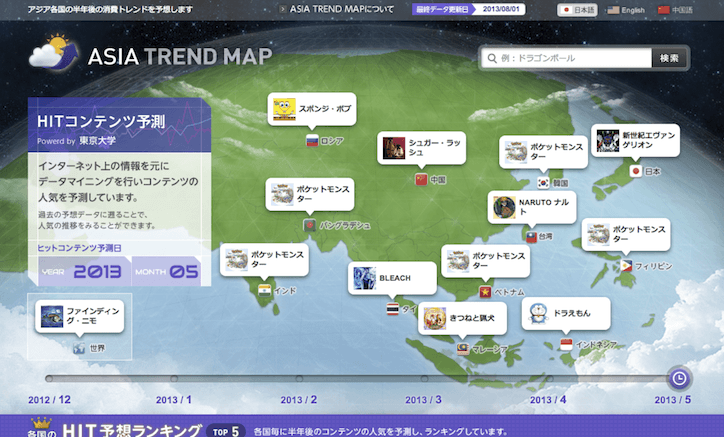 アジア各国の半年後の消費トレンドを予想します
ASIA TREND MAPについて
最終データ更新日 2013/08/01
日本語 English 中国語
ASIA TREND MAP
例：ドラゴンボール 検索
HITコンテンツ予測
Powerd by 東京大学
インターネット上の情報を元に
データマイニングを行いコンテンツの
人気を予測しています。
過去の予想データに遡ることで、
人気の推移をみることができます。
ヒットコンテンツ予測日
YEAR 2013 MONTH 05
スポンジ・ボブ
ロシア
シュガー・ラッ
シュ
中国
ポケットモンス
ター
韓国
新世紀エヴァン
ゲリオン
日本
ポケットモンス
ター
バングラデシュ
NARUTO ナル
ト
台湾
ポケットモンス
ター
フィリピン
ポケットモンス
ター
インド
BLEACH
タイ
ポケットモンス
ター
ベトナム
ファインディン
グ・ニモ
世界
きつねと猟犬
マレーシア
ドラえもん
インドネシア
2012 / 12 2013 / 1 2013 / 2 2013 / 3 2013 / 4 2013 / 5
各国の HIT予想ランキング TOP 5 各国毎に半年後のコンテンツの人気を予測し、ランキングしています。